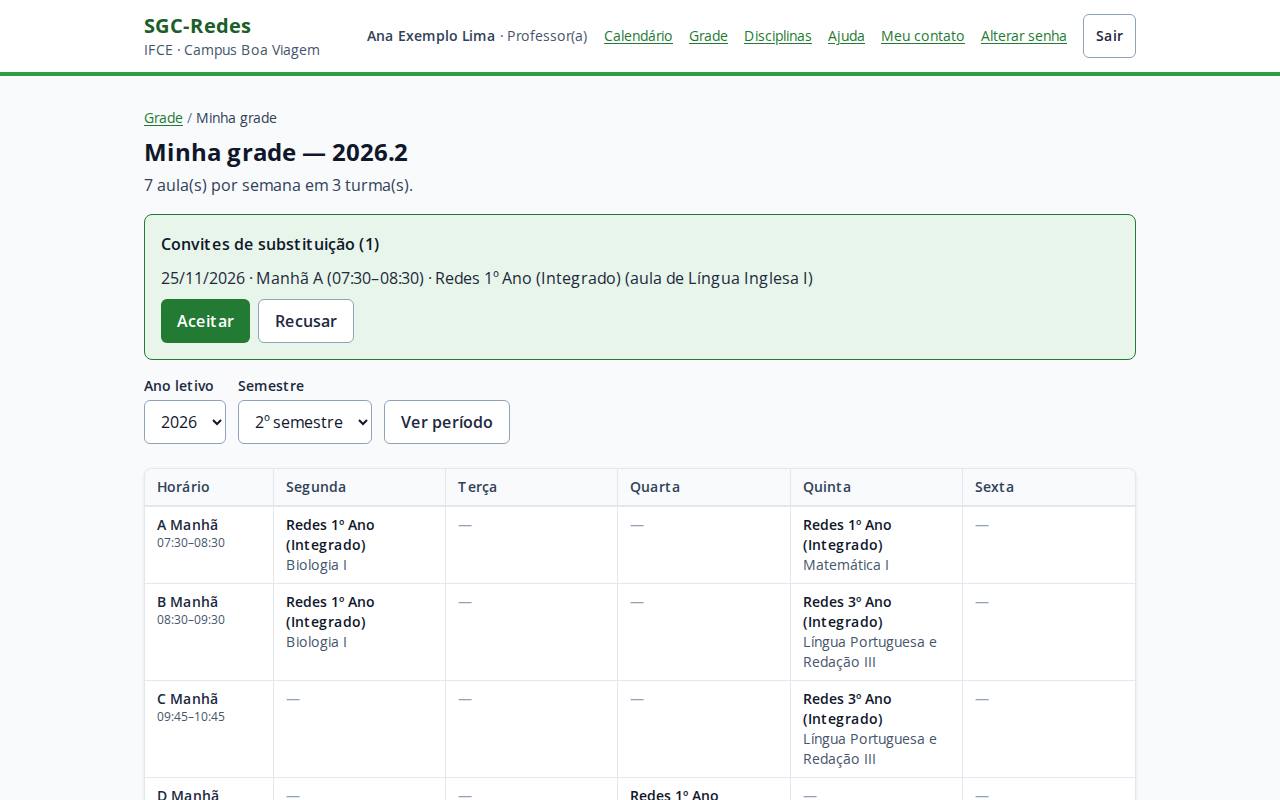 SGC-Redes
IFCE · Campus Boa Viagem
Ana Exemplo Lima · Professor(a)
Calendário
Grade
Disciplinas
Ajuda
Meu contato
Alterar senha
Sair
Grade / Minha grade
Minha grade — 2026.2
7 aula(s) por semana em 3 turma(s).
Convites de substituição (1)
25/11/2026 · Manhã A (07:30–08:30) · Redes 1º Ano (Integrado) (aula de Língua Inglesa I)
Aceitar
Recusar
Ano letivo
Semestre
2026
2º semestre
Ver período
Horário
Segunda
Terça
Quarta
Quinta
Sexta
A Manhã
07:30–08:30
Redes 1º Ano
(Integrado)
Biologia I
—
—
Redes 1º Ano
(Integrado)
Matemática I
—
B Manhã
08:30–09:30
Redes 1º Ano
(Integrado)
Biologia I
—
—
Redes 3º Ano
(Integrado)
Língua Portuguesa e
Redação III
—
C Manhã
09:45–10:45
—
—
—
Redes 3º Ano
(Integrado)
Língua Portuguesa e
Redação III
—
D Manhã
—
—
Redes 1º Ano
—
—